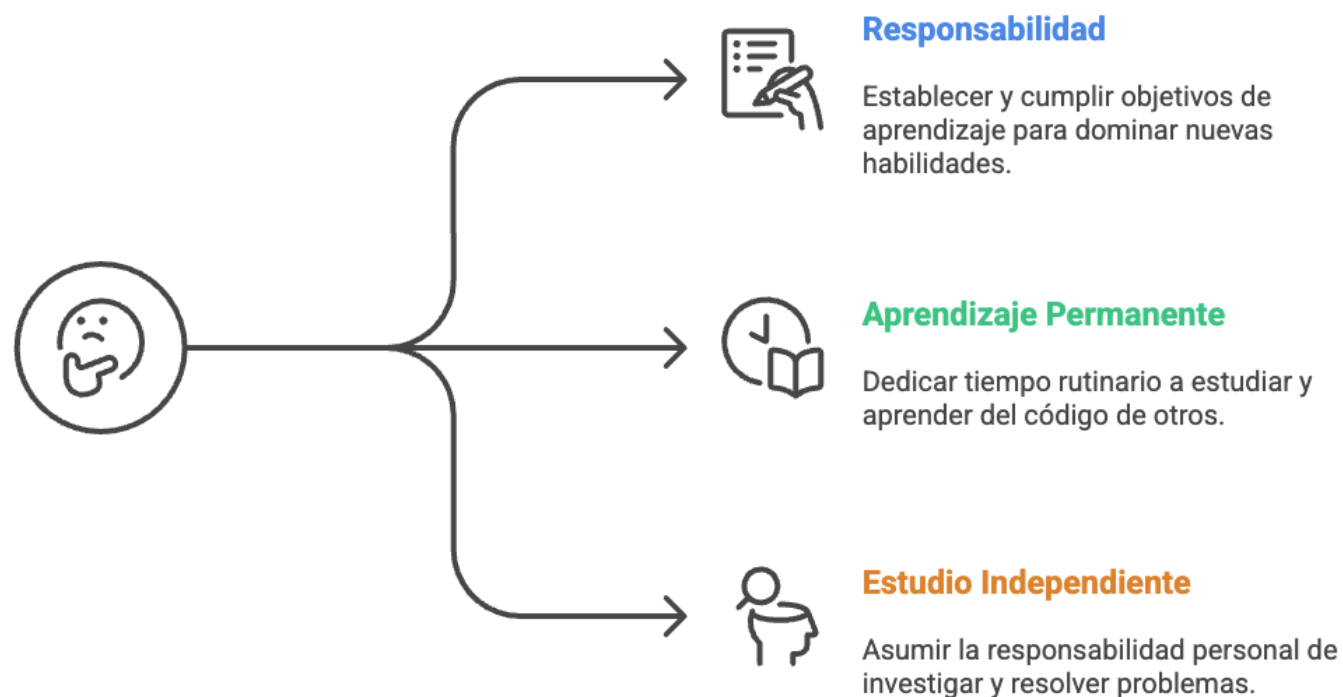 Responsabilidad
Establecer y cumplir objetivos de
aprendizaje para dominar nuevas
habilidades.
Aprendizaje Permanente
Dedicar tiempo rutinario a estudiar y
aprender del código de otros.
Estudio Independiente
Asumir la responsabilidad personal de
investigar y resolver problemas.